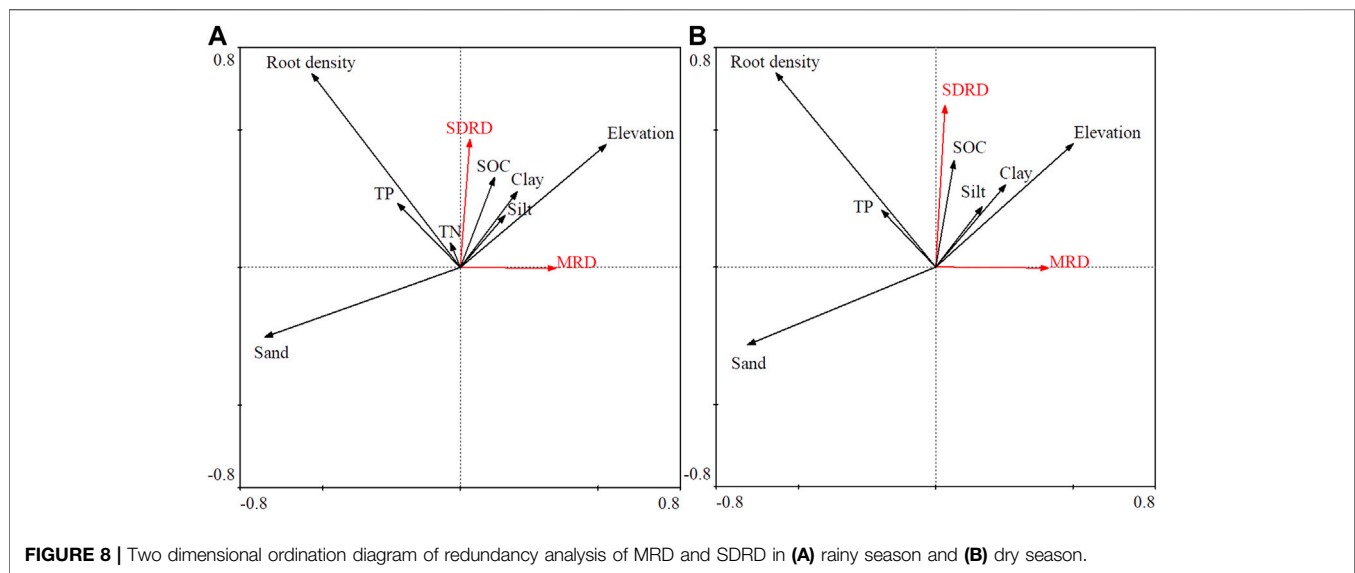 A
0.8
Root density
SDRD
Elevation
SOC
Clay
TP
Silt
TN
MRD
Sand
-0.8
-0.8
0.8
B
0.8
Root density
SDRD
Elevation
SOC
Clay
Silt
TP
MRD
Sand
-0.8
-0.8
0.8
FIGURE 8 | Two dimensional ordination diagram of redundancy analysis of MRD and SDRD in (A) rainy season and (B) dry season.